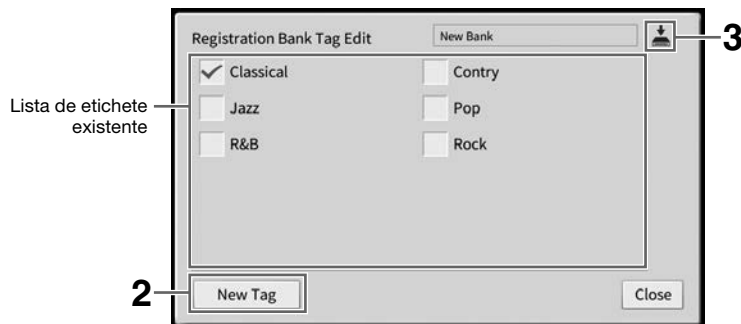 Registration Bank Tag Edit New Bank 3
Classical Contry
Lista de etichete Jazz Pop
existente
R&B Rock
2 New Tag Close